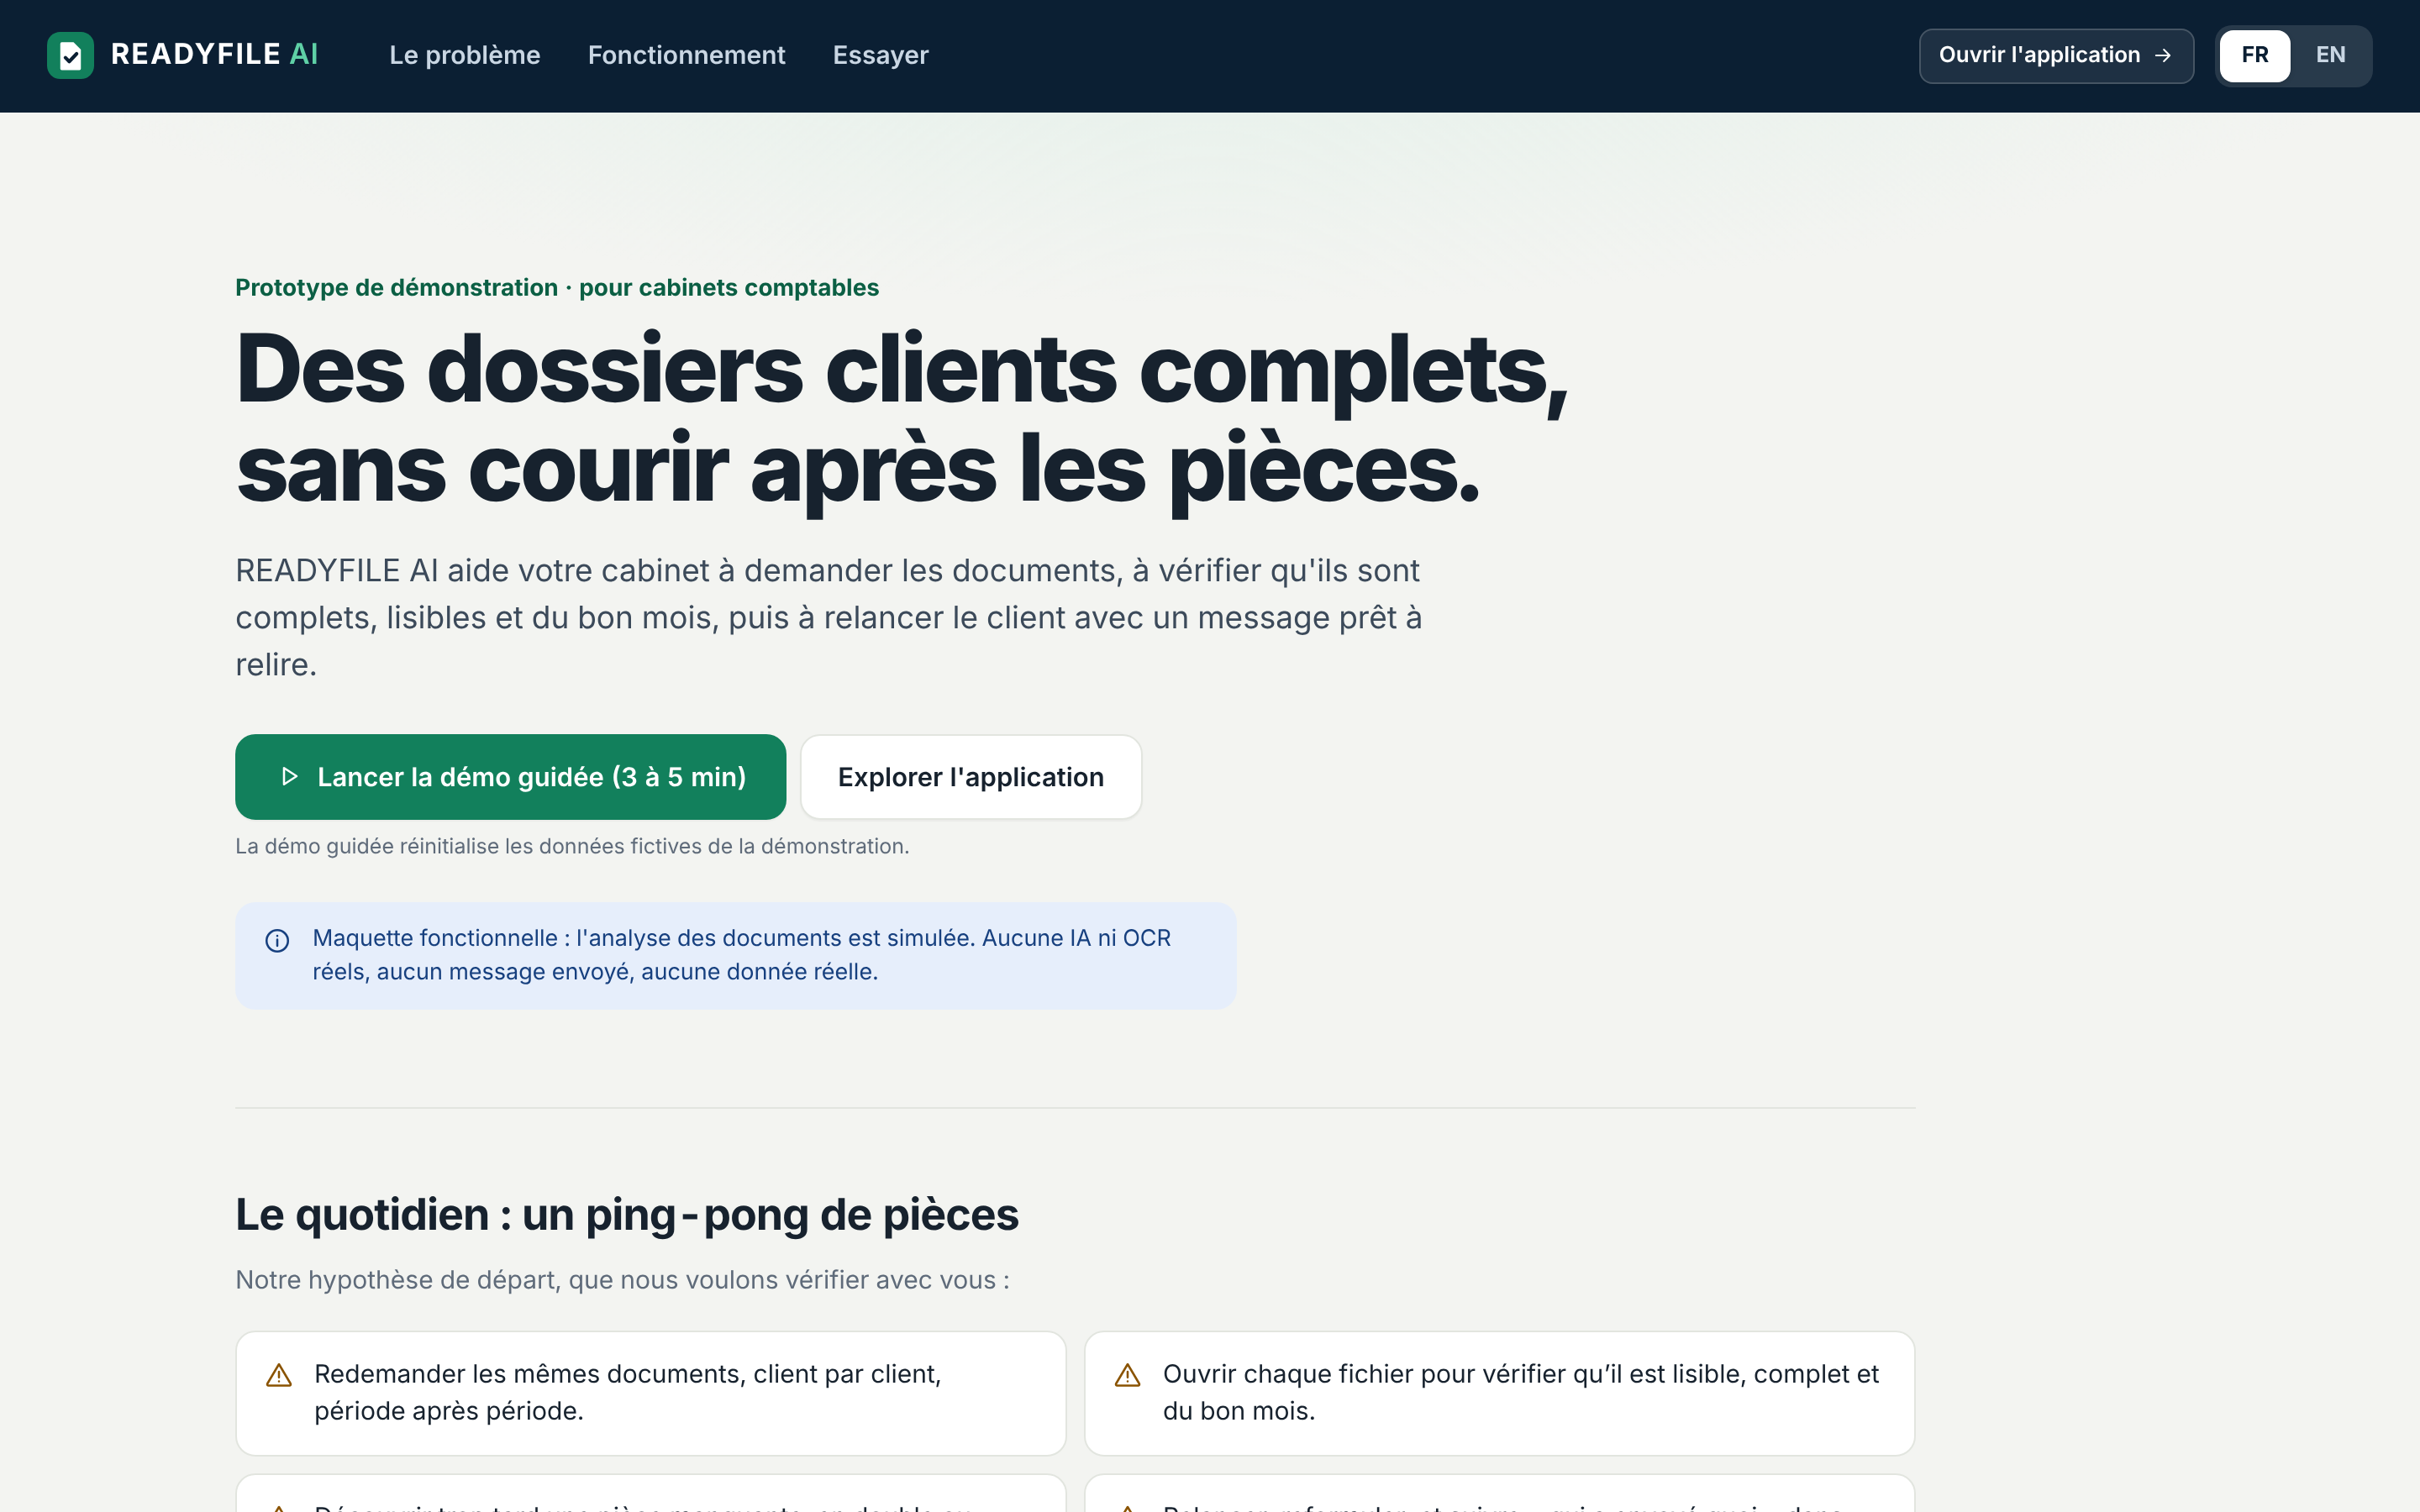 READYFILE AI
Le problème
Fonctionnement
Essayer
Ouvrir l'application →
FR
EN
Prototype de démonstration · pour cabinets comptables
Des dossiers clients complets,
sans courir après les pièces.
READYFILE AI aide votre cabinet à demander les documents, à vérifier qu'ils sont
complets, lisibles et du bon mois, puis à relancer le client avec un message prêt à
relire.
Lancer la démo guidée (3 à 5 min)
Explorer l'application
La démo guidée réinitialise les données fictives de la démonstration.
Maquette fonctionnelle : l'analyse des documents est simulée. Aucune IA ni OCR
réels, aucun message envoyé, aucune donnée réelle.
Le quotidien : un ping-pong de pièces
Notre hypothèse de départ, que nous voulons vérifier avec vous :
Redemander les mêmes documents, client par client,
période après période.
Ouvrir chaque fichier pour vérifier qu’il est lisible, complet et
du bon mois.